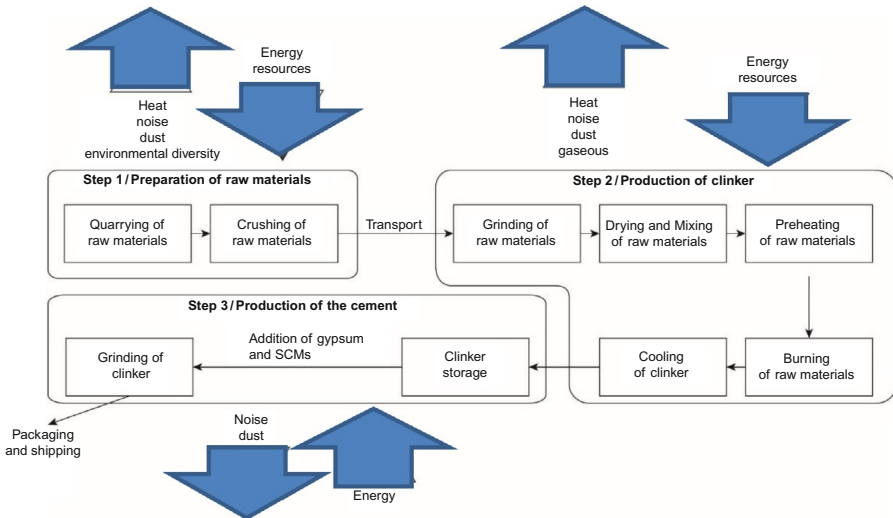 Energy
resources
Heat
noise
dust
environmental diversity
Energy
resources
Heat
noise
dust
gaseous
Step 1/Preparation of raw materials
Quarrying of
raw materials
Crushing of
raw materials
Transport
Step 2/Production of clinker
Grinding
of raw materials
Drying and Mixing
of raw materials
Preheating
of raw materials
Burning
of raw materials
Cooling
of clinker
Step 3/Production of the cement
Clinker
storage
Addition of gypsum
and SCMs
Grinding of
clinker
Packaging
and shipping
Noise
dust
Energy